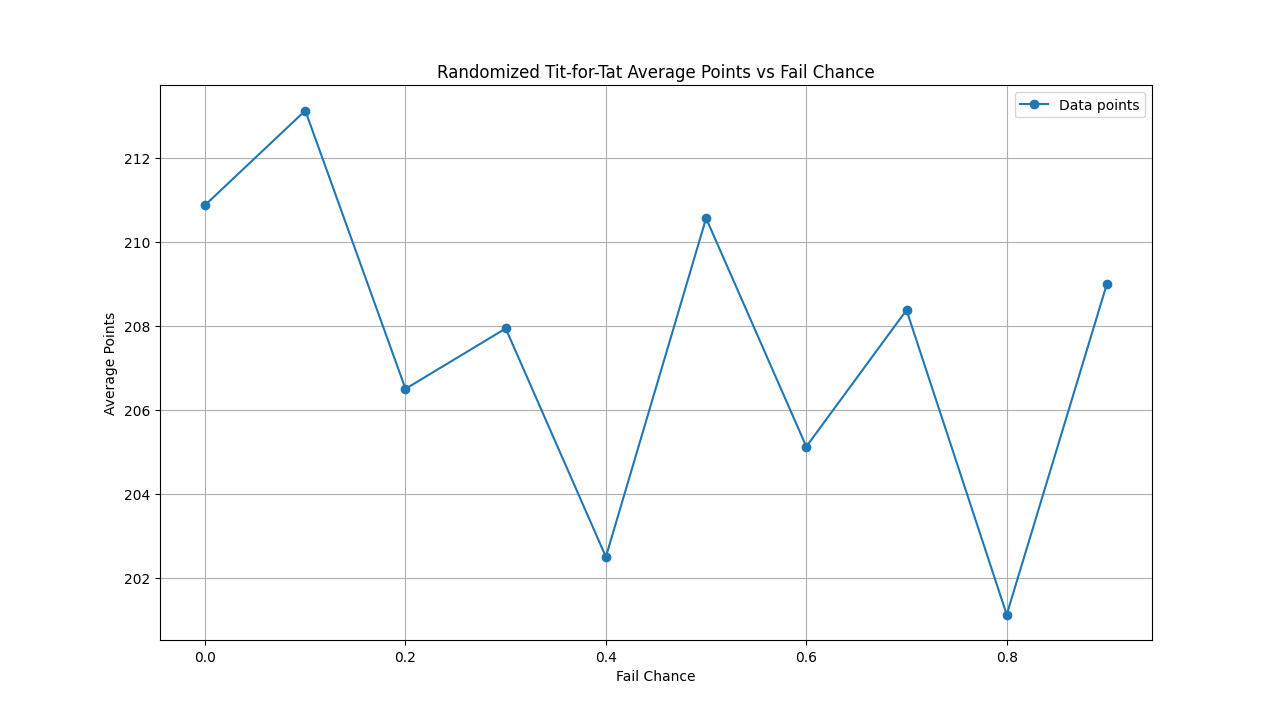 Randomized Tit-for-Tat Average Points vs Fail Chance
Data points
212
210
208
206
204
202
Average Points
0.0 0.2 0.4 0.6 0.8
Fail Chance